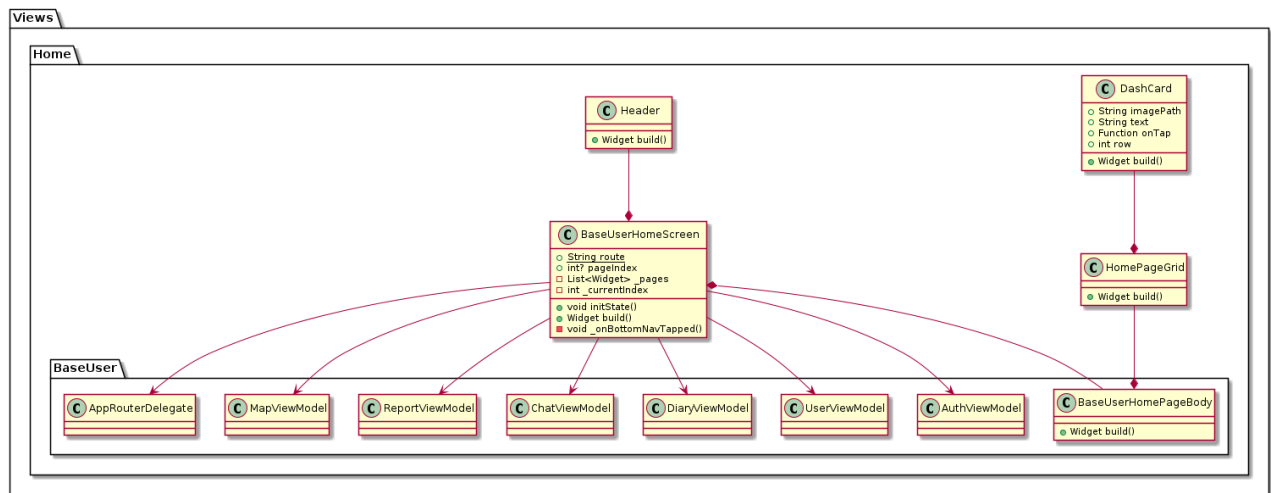 Views
Home
C DashCard
String imagePath
String text
Function onTap
int row
Widget build()
C Header
Widget build()
C BaseUserHomeScreen
String route
int? pageIndex
List<Widget> _pages
int _currentIndex
void initState()
Widget build()
void _onBottomNavTapped()
C HomePageGrid
Widget build()
BaseUser
C AppRouterDelegate
C MapViewModel
C ReportViewModel
C ChatViewModel
C DiaryViewModel
C UserViewModel
C AuthViewModel
C BaseUserHomePageBody
Widget build()